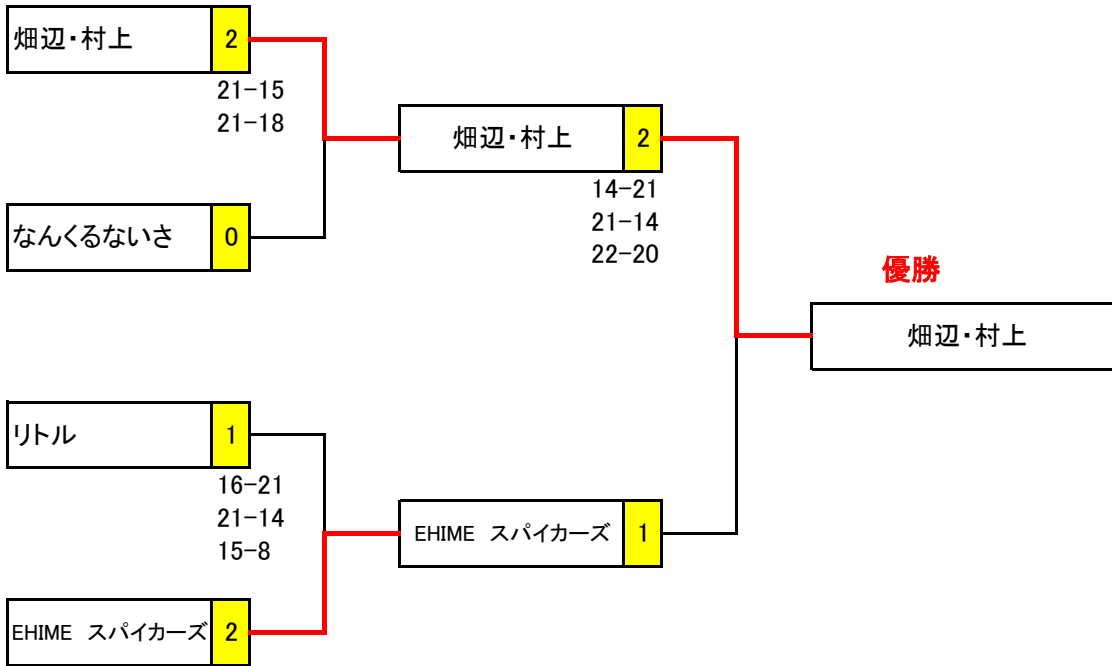 畑辺・村上 2
21-15
21-18
なんくるないさ 0
畑辺・村上 2
14-21
21-14
22-20
優勝
畑辺・村上
リトル 1
16-21
21-14
15-8
EHIME スパイカーズ 2
EHIME スパイカーズ 1